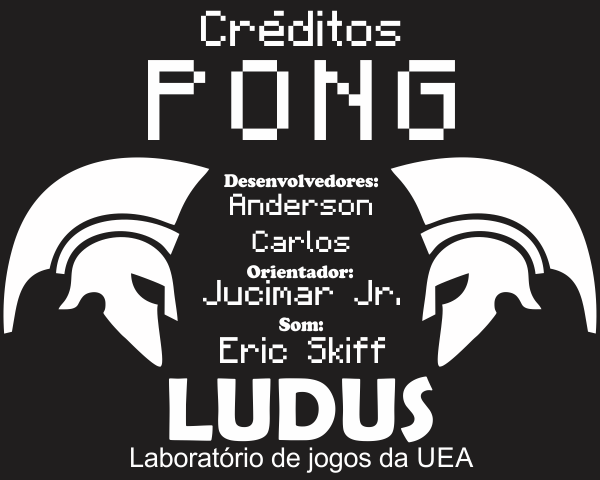 Créditos
PONG
Desenvolvedores:
Anderson
Carlos
Orientador:
Jucimar Jr.
Som:
Eric Skiff
LUDUS
Laboratório de jogos da UEA